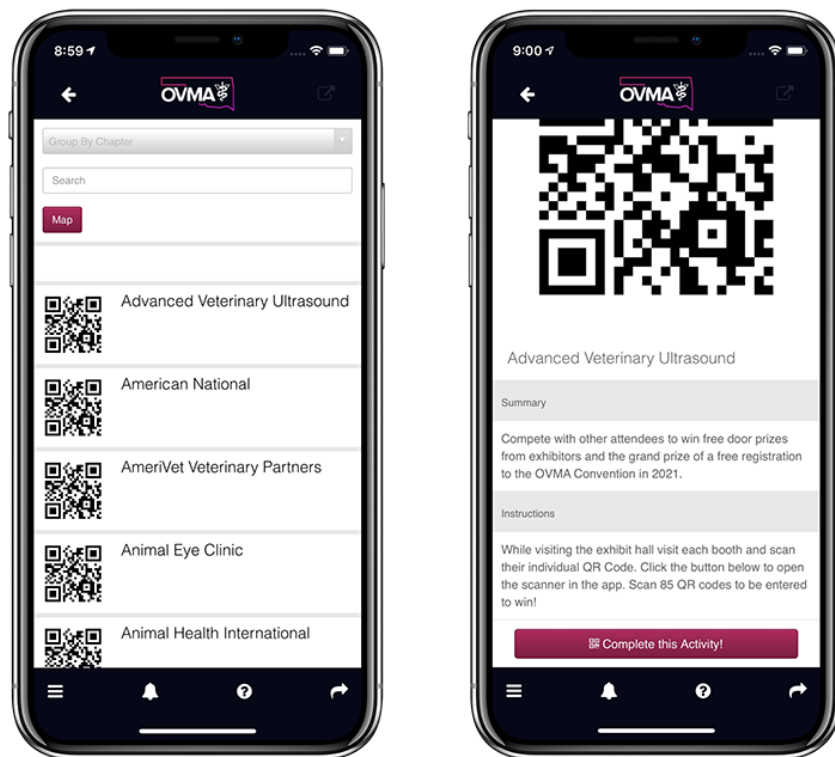 8:59
OVMA
Group By Chapter
Search
Map
Advanced Veterinary Ultrasound
American National
AmeriVet Veterinary Partners
Animal Eye Clinic
Animal Health International
9:00
OVMA
Advanced Veterinary Ultrasound
Summary
Compete with other attendees to win free door prizes
from exhibitors and the grand prize of a free registration
to the OVMA Convention in 2021.
Instructions
While visiting the exhibit hall visit each booth and scan
their individual QR Code. Click the button below to open
the scanner in the app. Scan 85 QR codes to be entered
to win!
Complete this Activity!